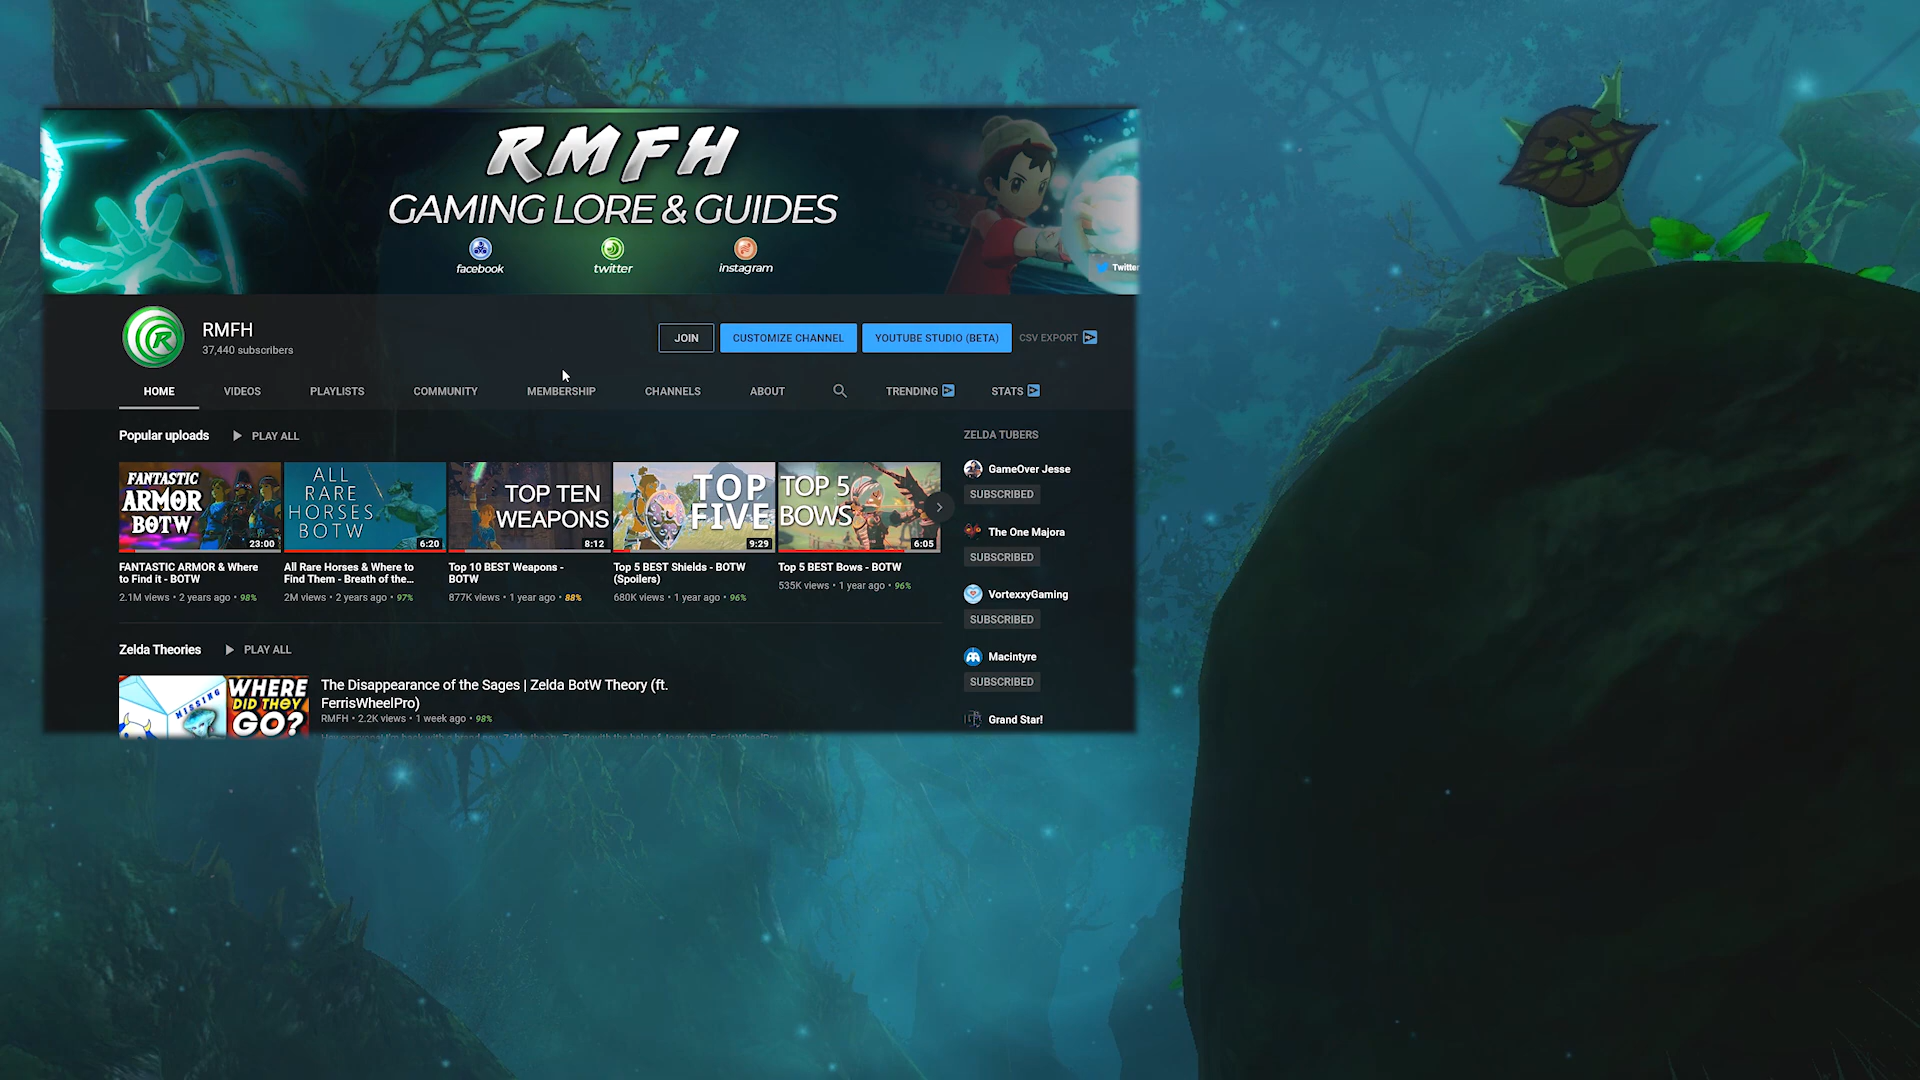 RMFH
GAMING LORE & GUIDES
facebook
twitter
instagram
Twitter
RMFH
37,440 subscribers
JOIN
CUSTOMIZE CHANNEL
YOUTUBE STUDIO (BETA)
CSV EXPORT
HOME
VIDEOS
PLAYLISTS
COMMUNITY
MEMBERSHIP
CHANNELS
ABOUT
TRENDING
STATS
Popular uploads
PLAY ALL
FANTASTIC
ARMOR
BOTW
23:00
FANTASTIC ARMOR & Where
to Find it - BOTW
2.1M views • 2 years ago • 98%
ALL
RARE
HORSES
BOTW
6:20
All Rare Horses & Where to
Find Them - Breath of the...
2M views • 2 years ago • 97%
TOP TEN
WEAPONS
8:12
Top 10 BEST Weapons -
BOTW
877K views • 1 year ago • 88%
TOP
FIVE
9:29
Top 5 BEST Shields - BOTW
(Spoilers)
680K views • 1 year ago • 96%
TOP 5
BOWS
6:05
Top 5 BEST Bows - BOTW
535K views • 1 year ago • 96%
ZELDA TUBERS
GameOver Jesse
SUBSCRIBED
The One Majora
SUBSCRIBED
VortexxyGaming
SUBSCRIBED
Macintyre
SUBSCRIBED
Grand Star!
Zelda Theories
PLAY ALL
MISSING
WHERE
DID THEY
GO?
The Disappearance of the Sages | Zelda BotW Theory (ft.
FerrisWheelPro)
RMFH • 2.2K views • 1 week ago • 98%